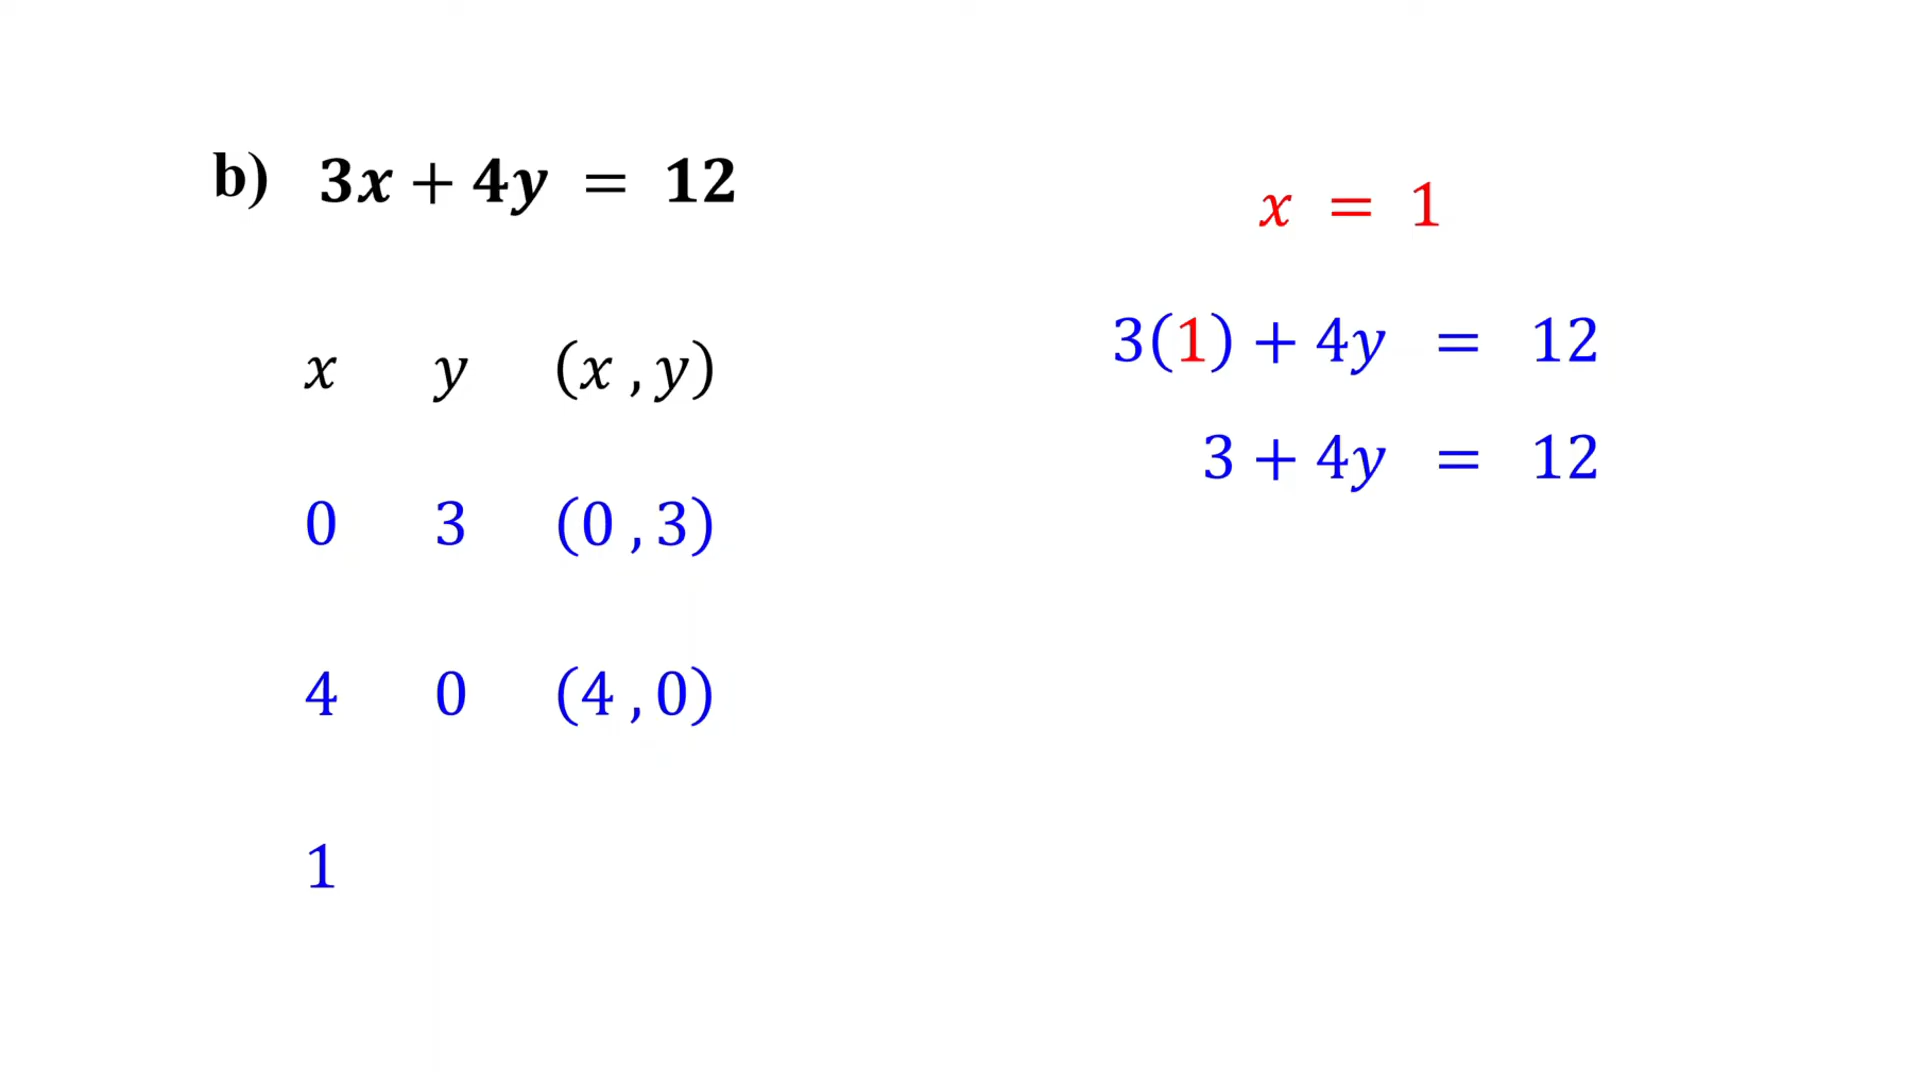 b) 3x + 4y = 12
x y (x , y)
0 3 (0 , 3)
4 0 (4 , 0)
1
x = 1
3(1) + 4y = 12
3 + 4y = 12